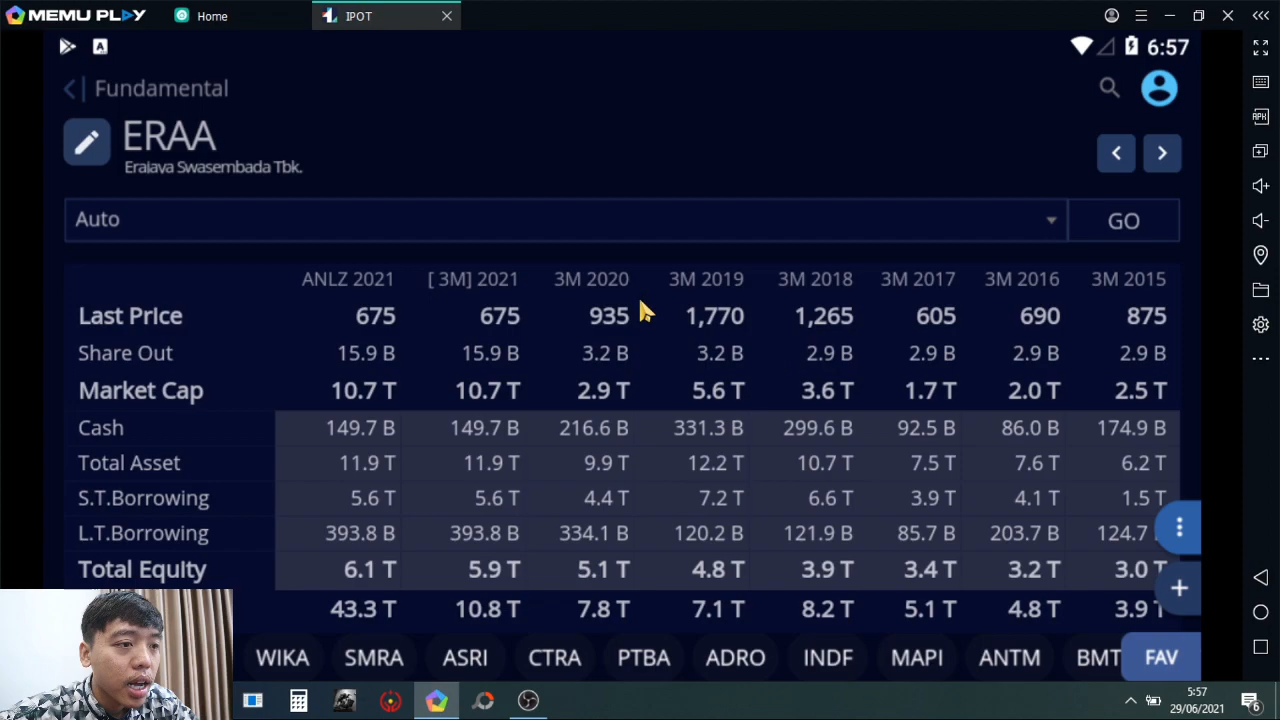 MEMU PLAY Home IPOT
6:57
Fundamental
ERAA
Erajaya Swasembada Tbk.
Auto GO
ANLZ 2021 [ 3M] 2021 3M 2020 3M 2019 3M 2018 3M 2017 3M 2016 3M 2015
Last Price 675 675 935 1,770 1,265 605 690 875
Share Out 15.9 B 15.9 B 3.2 B 3.2 B 2.9 B 2.9 B 2.9 B 2.9 B
Market Cap 10.7 T 10.7 T 2.9 T 5.6 T 3.6 T 1.7 T 2.0 T 2.5 T
Cash 149.7 B 149.7 B 216.6 B 331.3 B 299.6 B 92.5 B 86.0 B 174.9 B
Total Asset 11.9 T 11.9 T 9.9 T 12.2 T 10.7 T 7.5 T 7.6 T 6.2 T
S.T.Borrowing 5.6 T 5.6 T 4.4 T 7.2 T 6.6 T 3.9 T 4.1 T 1.5 T
L.T.Borrowing 393.8 B 393.8 B 334.1 B 120.2 B 121.9 B 85.7 B 203.7 B 124.7
Total Equity 6.1 T 5.9 T 5.1 T 4.8 T 3.9 T 3.4 T 3.2 T 3.0 T
43.3 T 10.8 T 7.8 T 7.1 T 8.2 T 5.1 T 4.8 T 3.9 T
WIKA SMRA ASRI CTRA PTBA ADRO INDF MAPI ANTM BMT FAV
5:57
29/06/2021
6